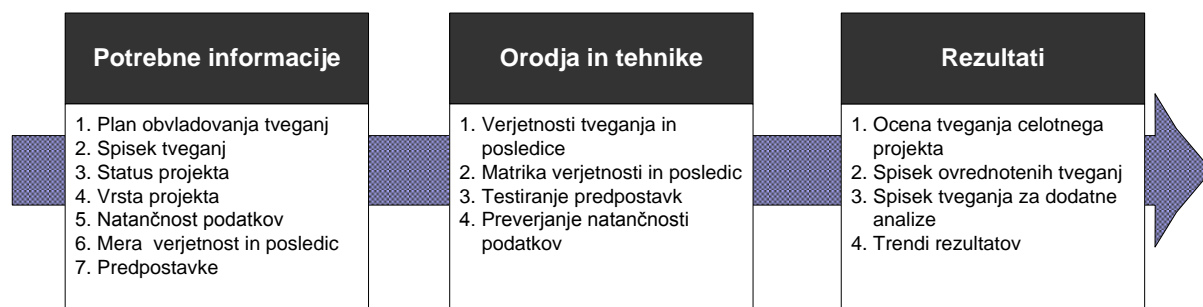 Potrebne informacije
1. Plan obvladovanja tveganj
2. Spisek tveganj
3. Status projekta
4. Vrsta projekta
5. Natančnost podatkov
6. Mera  verjetnost in posledic
7. Predpostavke
Orodja in tehnike
1. Verjetnosti tveganja in
posledice
2. Matrika verjetnosti in posledic
3. Testiranje predpostavk
4. Preverjanje natančnosti
podatkov
Rezultati
1. Ocena tveganja celotnega
projekta
2. Spisek ovrednotenih tveganj
3. Spisek tveganja za dodatne
analize
4. Trendi rezultatov